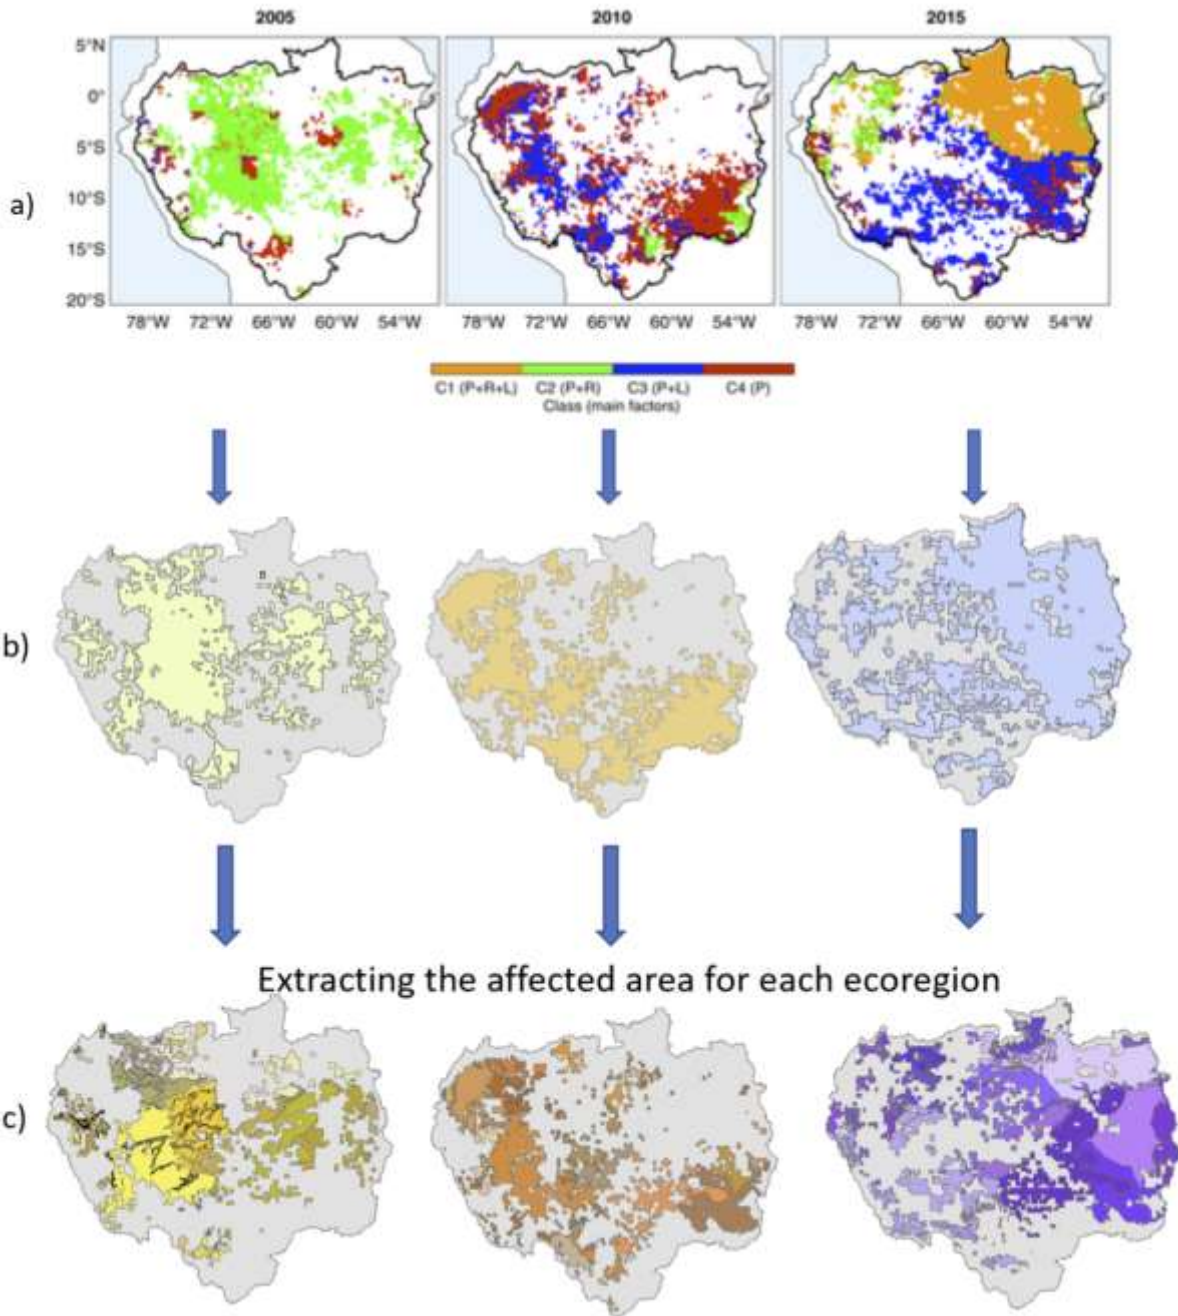 2005 2010 2015
5°N
0°
5°S
a)
10°S
15°S
20°S
78°W 72°W 66°W 60°W 54°W 78°W 72°W 66°W 60°W 54°W 78°W 72°W 66°W 60°W 54°W
C1 (P+R+L) C2 (P+R) C3 (P+L) C4 (P)
Class (main factors)
b)
Extracting the affected area for each ecoregion
c)